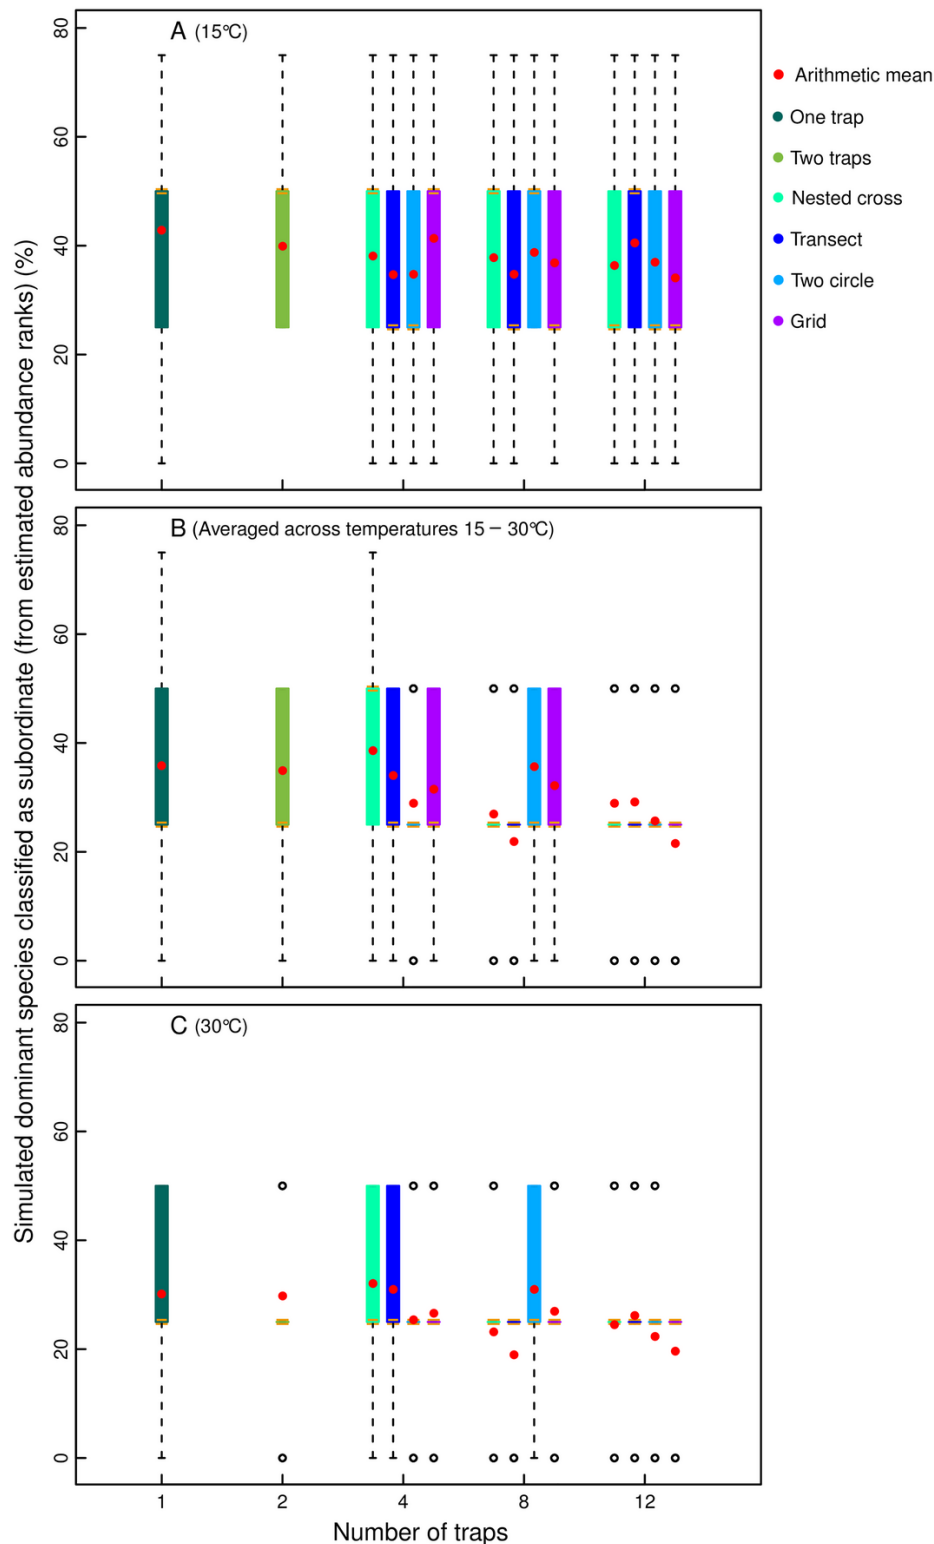 Simulated dominant species classified as subordinate (from estimated abundance ranks) (%)
A (15°C)
80
60
40
20
0
Arithmetic mean
One trap
Two traps
Nested cross
Transect
Two circle
Grid
B (Averaged across temperatures 15 – 30°C)
80
60
40
20
0
C (30°C)
80
60
40
20
0
1 2 4 8 12
Number of traps